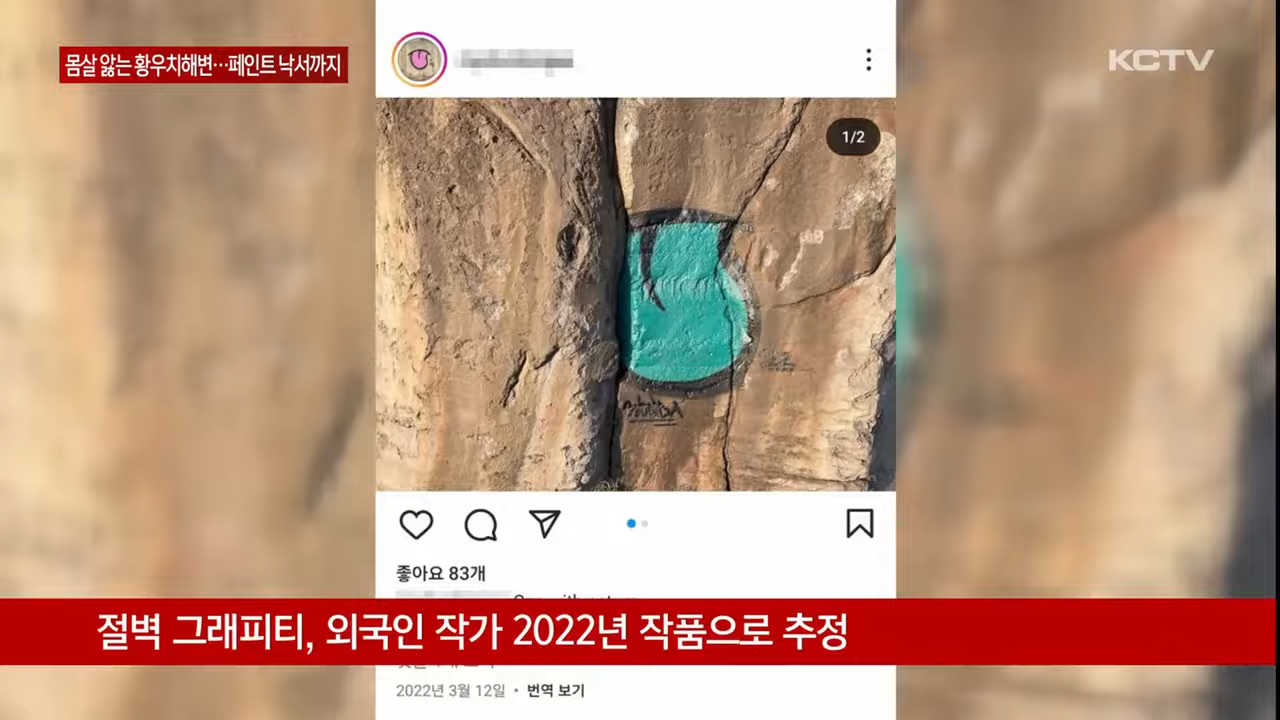 몸살 앓는 황우치해변…페인트 낙서까지
KCTV
1/2
좋아요 83개
절벽 그래피티, 외국인 작가 2022년 작품으로 추정
2022년 3월 12일 • 번역 보기